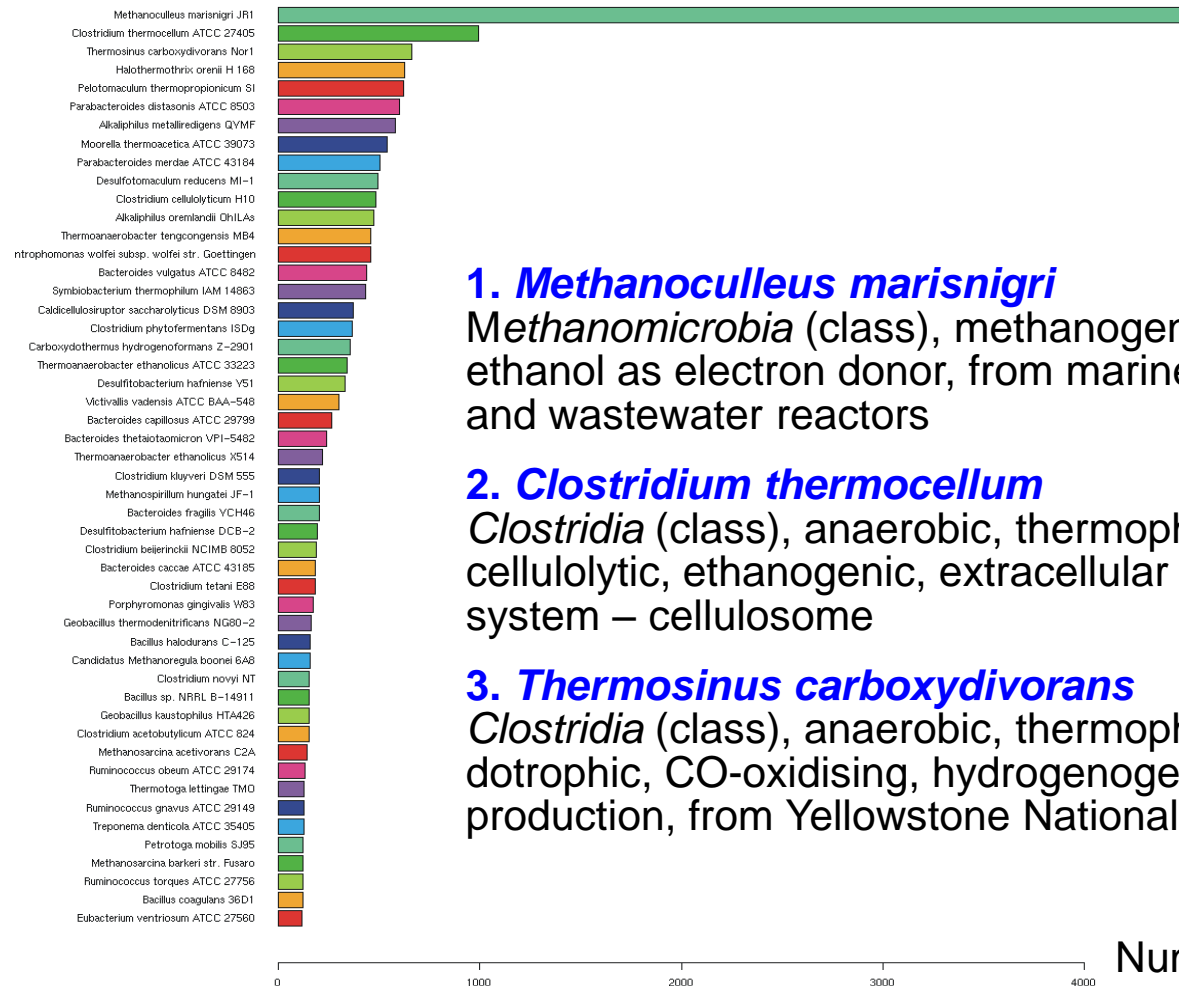 Methanoculleus marisnigri JR1
Clostridium thermocellum ATCC 27405
Thermosinus carboxydivorans Nor1
Halothermothrix orenii H 168
Pelotomaculum thermopropionicum SI
Parabacteroides distasonis ATCC 8503
Alkaliphilus metalliredigens QYMF
Moorella thermoacetica ATCC 39073
Parabacteroides merdae ATCC 43184
Desulfotomaculum reducens MI-1
Clostridium cellulolyticum H10
Alkaliphilus oremlandii OhILAs
Thermoanaerobacter tengcongensis MB4
ntrophomonas wolfei subsp. wolfei str. Goettingen
Bacteroides vulgatus ATCC 8482
Symbiobacterium thermophilum IAM 14863
Caldicellulosiruptor saccharolyticus DSM 8903
Clostridium phytofermentans ISDg
Carboxydothermus hydrogenoformans Z-2901
Thermoanaerobacter ethanolicus ATCC 33223
Desulfitobacterium hafniense Y51
Victivallis vadensis ATCC BAA-548
Bacteroides capillosus ATCC 29799
Bacteroides thetaiotaomicron VPI-5482
Thermoanaerobacter ethanolicus X514
Clostridium kluyveri DSM 555
Methanospirillum hungatei JF-1
Bacteroides fragilis YCH46
Desulfitobacterium hafniense DCB-2
Clostridium beijerinckii NCIMB 8052
Bacteroides caccae ATCC 43185
Clostridium tetani E88
Porphyromonas gingivalis W83
Geobacillus thermodenitrificans NG80-2
Bacillus halodurans C-125
Candidatus Methanoregula boonei 6A8
Clostridium novyi NT
Bacillus sp. NRRL B-14911
Geobacillus kaustophilus HTA426
Clostridium acetobutylicum ATCC 824
Methanosarcina acetivorans C2A
Ruminococcus obeum ATCC 29174
Thermotoga lettingae TMO
Ruminococcus gnavus ATCC 29149
Treponema denticola ATCC 35405
Petrotoga mobilis SJ95
Methanosarcina barkeri str. Fusaro
Ruminococcus torques ATCC 27756
Bacillus coagulans 36D1
Eubacterium ventriosum ATCC 27560
1. Methanoculleus marisnigri
Methanomicrobia (class), methanogen
ethanol as electron donor, from marine
and wastewater reactors
2. Clostridium thermocellum
Clostridia (class), anaerobic, thermoph
cellulolytic, ethanogenic, extracellular
system – cellulosome
3. Thermosinus carboxydivorans
Clostridia (class), anaerobic, thermoph
dotrophic, CO-oxidising, hydrogenoge
production, from Yellowstone National
0 1000 2000 3000 4000
Nur